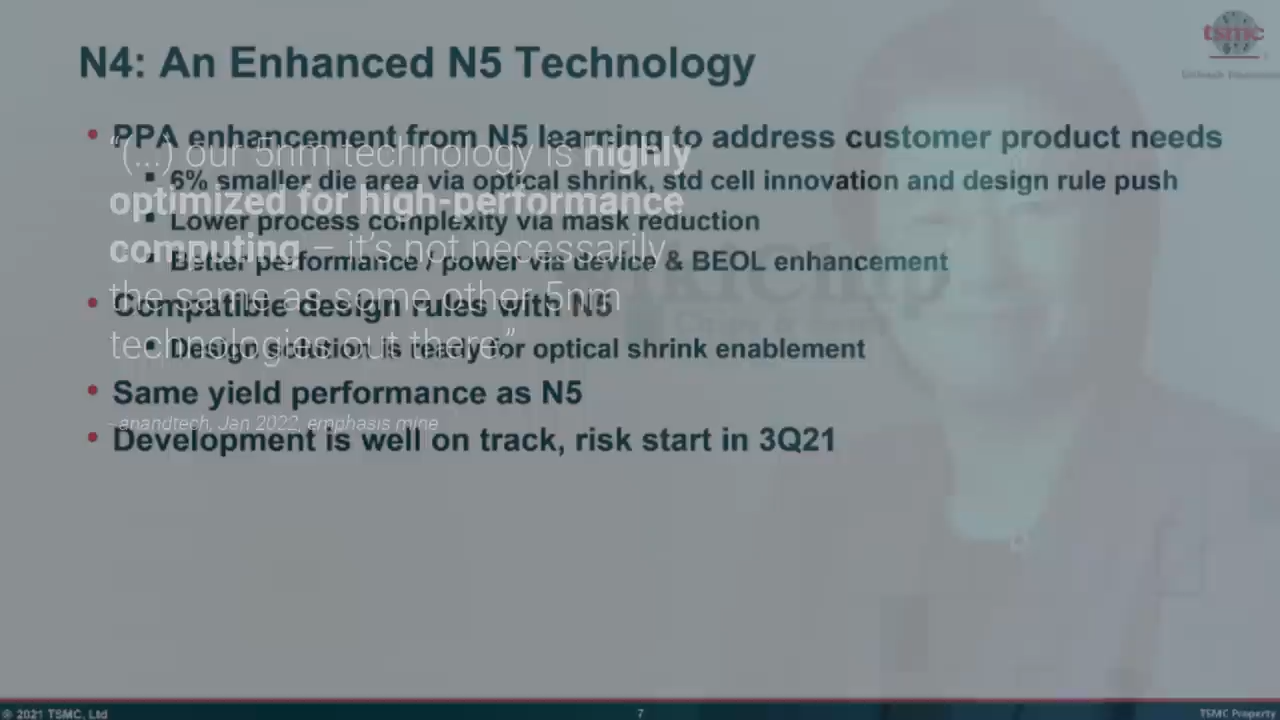 N4: An Enhanced N5 Technology
tsmc
PPA enhancement from N5 learning to address customer product needs
6% smaller die area via optical shrink, std cell innovation and design rule push
Lower process complexity via mask reduction
Better performance / power via device & BEOL enhancement
Compatible design rules with N5
Design solution is ready for optical shrink enablement
Same yield performance as N5
Development is well on track, risk start in 3Q21
"(...) our 5nm technology is highly
optimized for high-performance
computing – it's not necessarily
the same as some other 5nm
technologies out there"
- anandtech, Jan 2022, emphasis mine
© 2021 TSMC, Ltd
7
TSMC Property